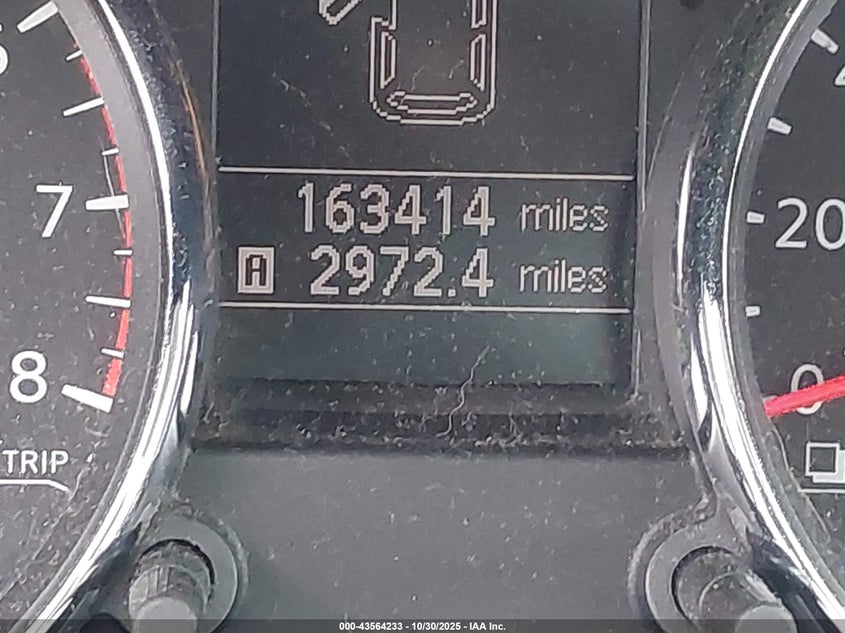 7
163414 miles
A 2972.4 miles
20
8
0
TRIP
000-43564233 - 10/30/2025 - IAA Inc.